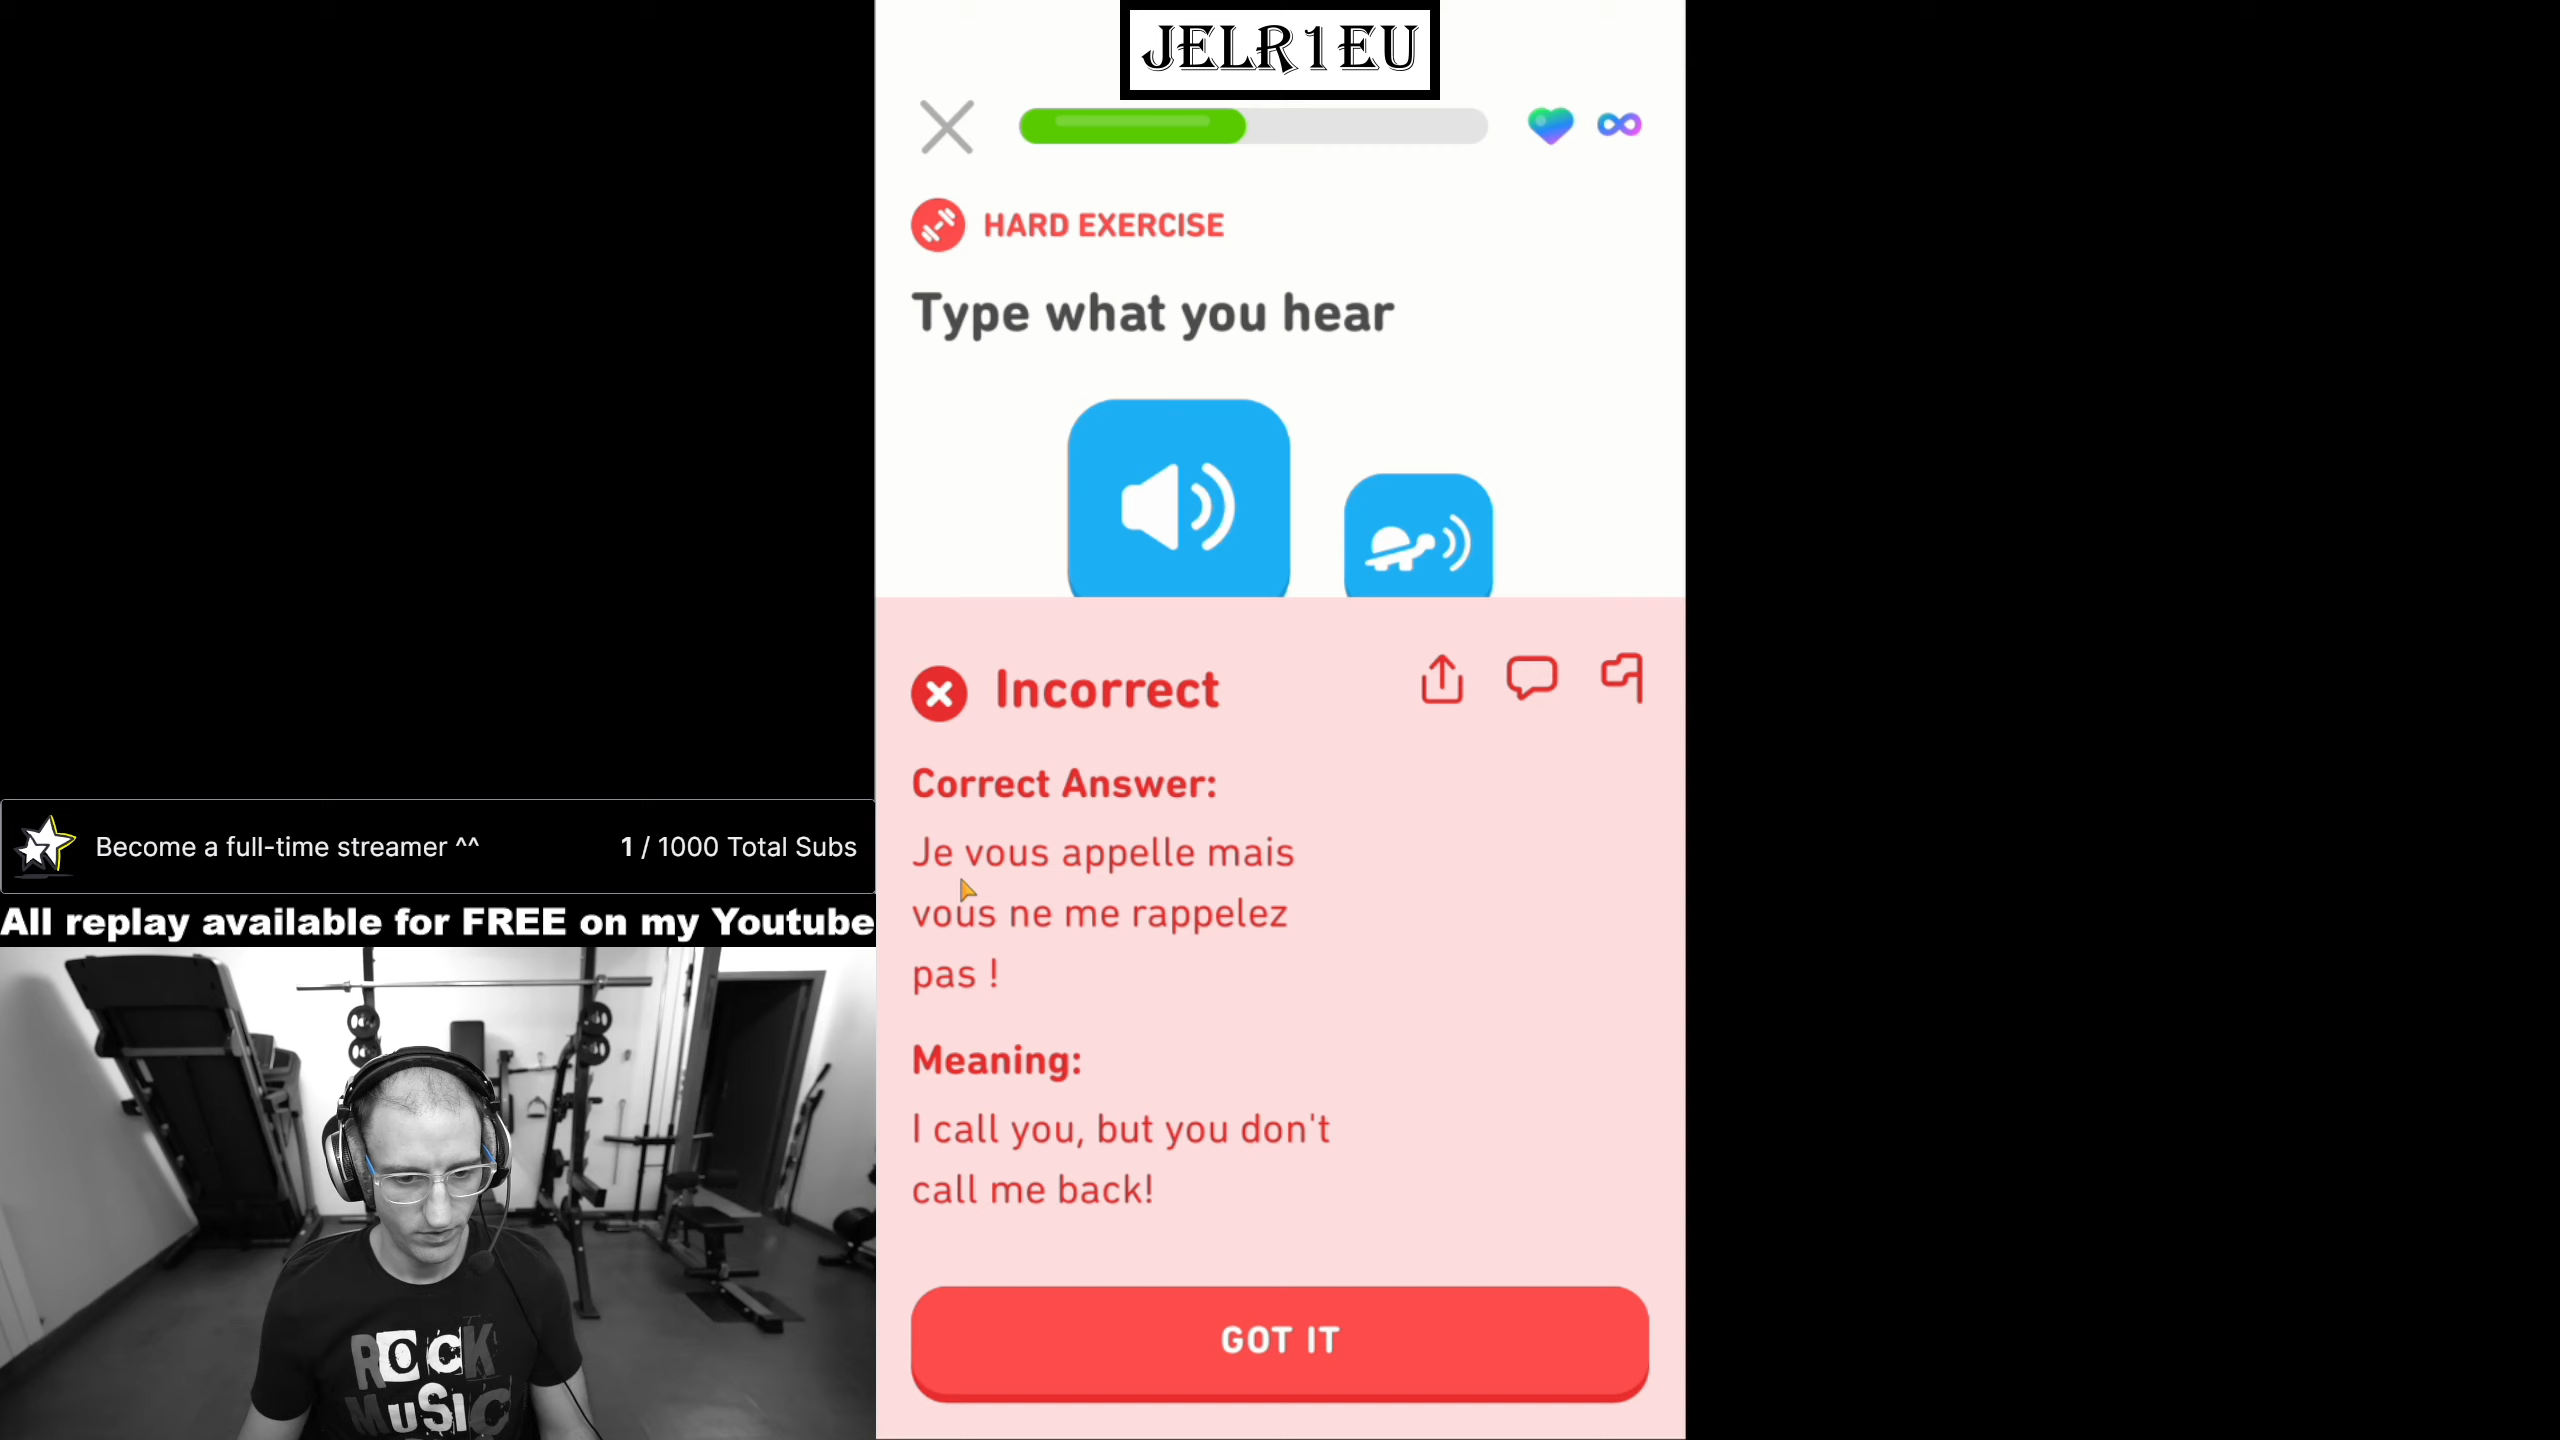 JELR1EU
HARD EXERCISE
Type what you hear
Incorrect
Correct Answer:
Je vous appelle mais
vous ne me rappelez
pas !
Meaning:
I call you, but you don't
call me back!
GOT IT
Become a full-time streamer ^^ 1 / 1000 Total Subs
All replay available for FREE on my Youtube
ROCK
MUSIC